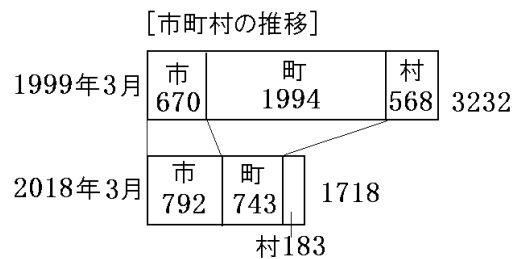 [市町村の推移]
1999年3月 市 670 町 1994 村 568 3232
2018年3月 市 792 町 743 1718
村183